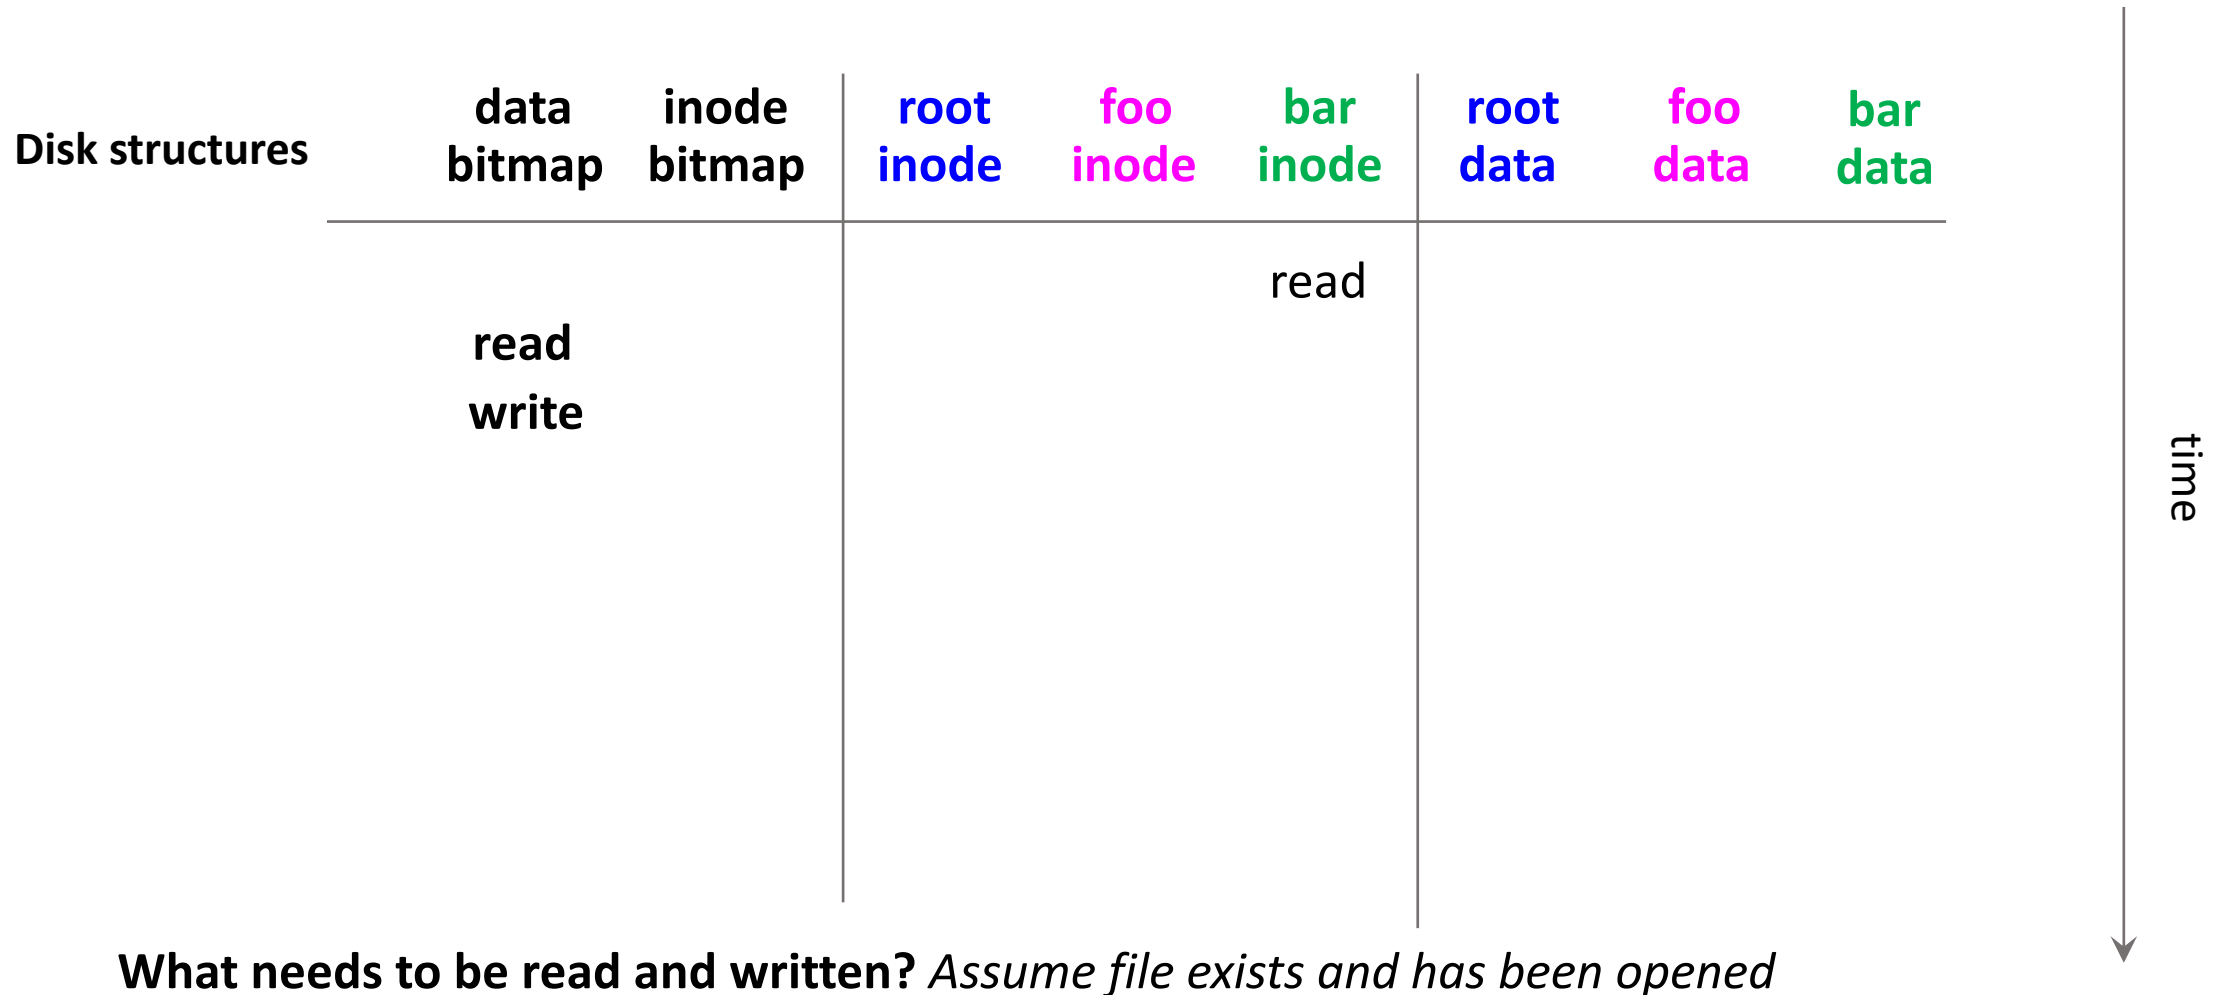 Disk structures
data bitmap
inode bitmap
root inode
foo inode
bar inode
root data
foo data
bar data
read
read
write
time
What needs to be read and written? Assume file exists and has been opened